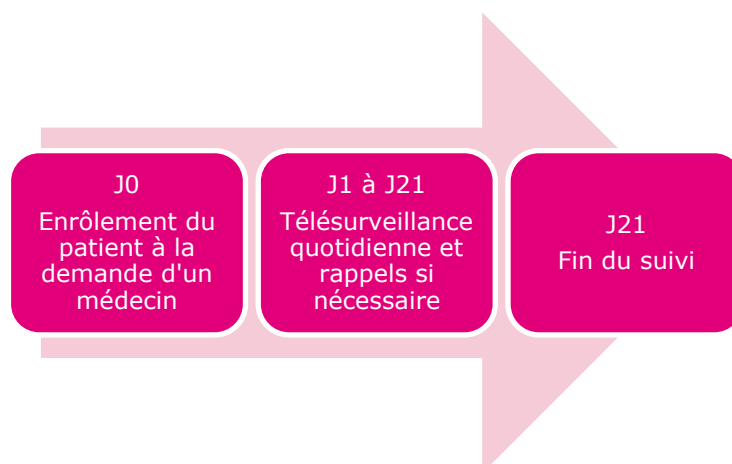 J0
Enrôlement du
patient à la
demande d'un
médecin
J1 à J21
Télésurveillance
quotidienne et
rappels si
nécessaire
J21
Fin du suivi